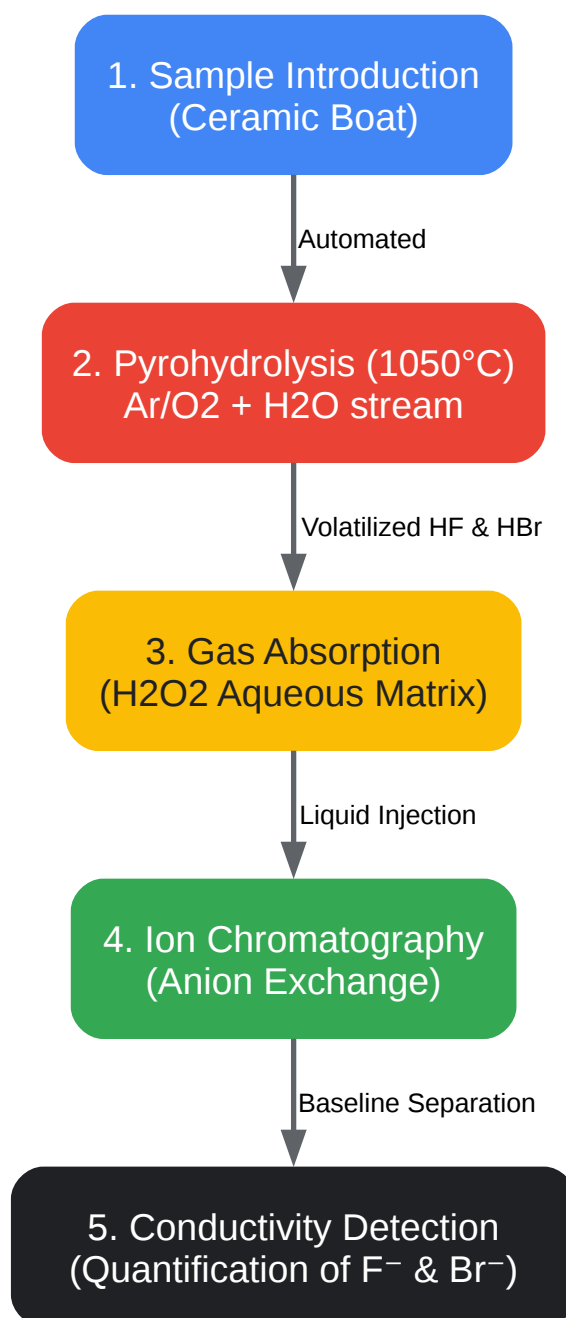 1. Sample Introduction
(Ceramic Boat)
Automated
2. Pyrohydrolysis (1050°C)
Ar/O2 + H2O stream
Volatilized HF & HBr
3. Gas Absorption
(H2O2 Aqueous Matrix)
Liquid Injection
4. Ion Chromatography
(Anion Exchange)
Baseline Separation
5. Conductivity Detection
(Quantification of F⁻ & Br⁻)